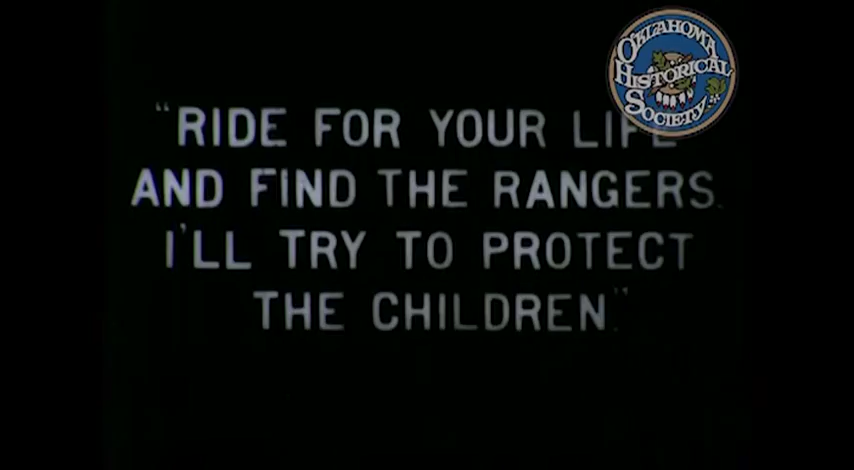 OKLAHOMA
HISTORICAL
SOCIETY
"RIDE FOR YOUR LIFE
AND FIND THE RANGERS.
I'LL TRY TO PROTECT
THE CHILDREN."